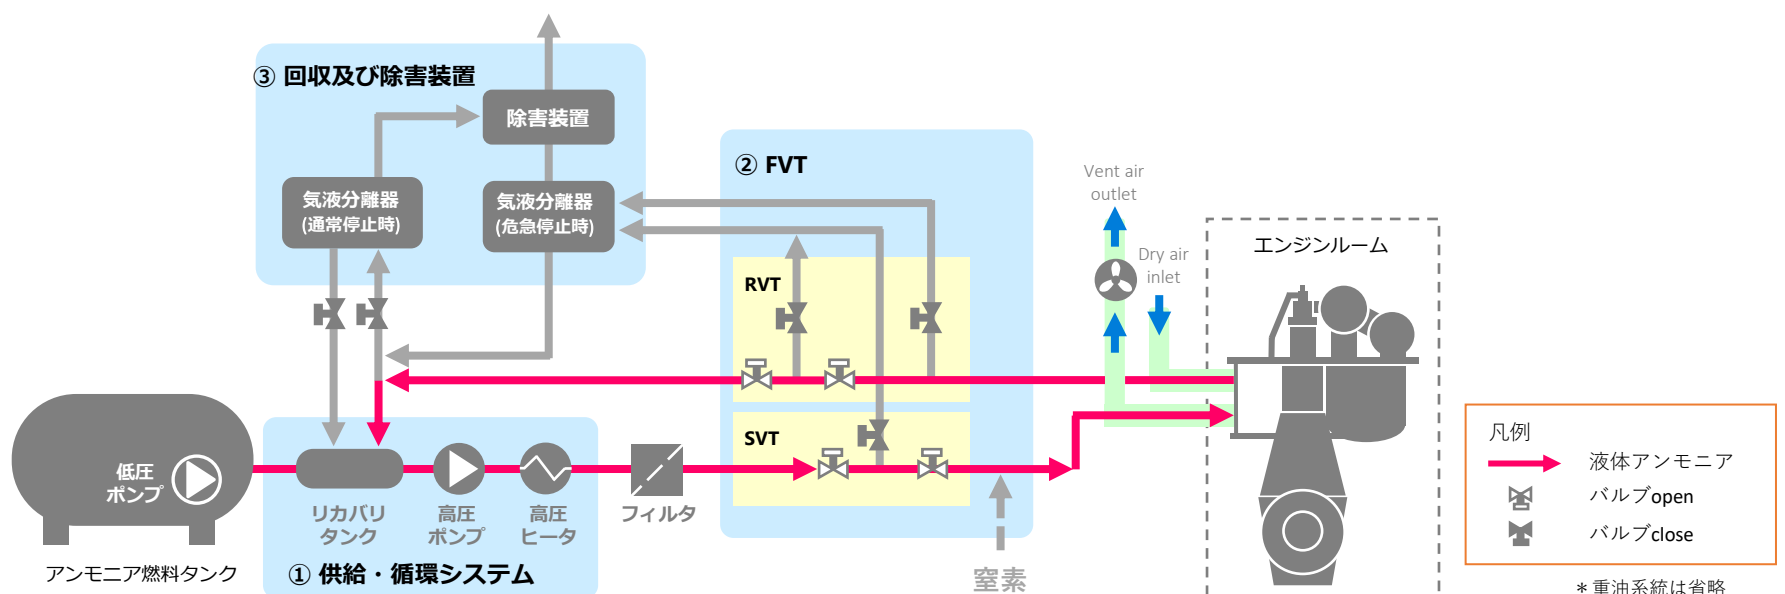 ③ 回収及び除害装置
除害装置
気液分離器
(通常停止時)
気液分離器
(危急停止時)
② FVT
RVT
SVT
Vent air
outlet
Dry air
inlet
エンジンルーム
低圧
ポンプ
アンモニア燃料タンク
リカバリ
タンク
高圧
ポンプ
高圧
ヒータ
① 供給・循環システム
フィルタ
窒素
凡例
液体アンモニア
バルブopen
バルブclose
＊重油系統は省略